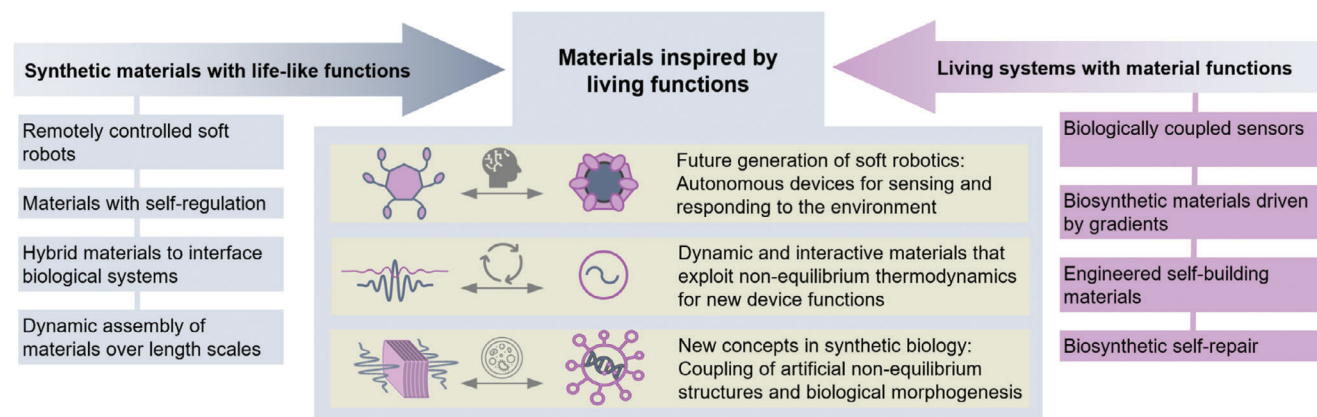 Synthetic materials with life-like functions
Remotely controlled soft
robots
Materials with self-regulation
Hybrid materials to interface
biological systems
Dynamic assembly of
materials over length scales
Materials inspired by
living functions
Future generation of soft robotics:
Autonomous devices for sensing and
responding to the environment
Dynamic and interactive materials that
exploit non-equilibrium thermodynamics
for new device functions
New concepts in synthetic biology:
Coupling of artificial non-equilibrium
structures and biological morphogenesis
Living systems with material functions
Biologically coupled sensors
Biosynthetic materials driven
by gradients
Engineered self-building
materials
Biosynthetic self-repair